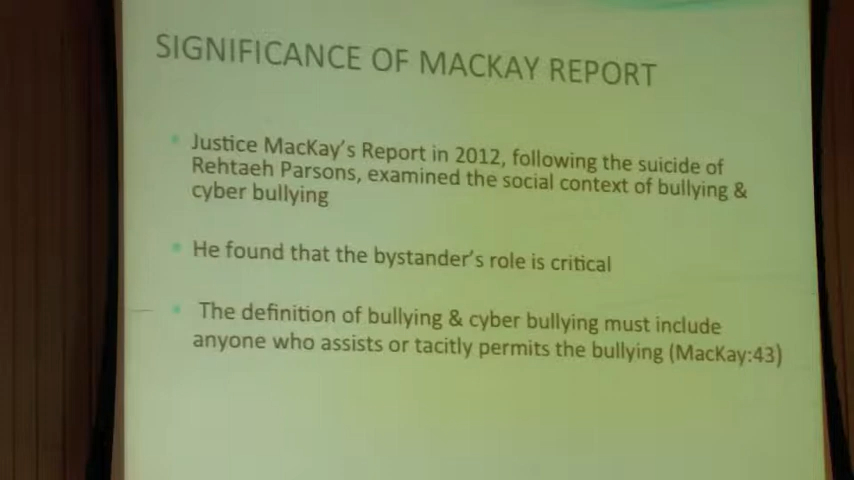 SIGNIFICANCE OF MACKAY REPORT
Justice MacKay's Report in 2012, following the suicide of
Rehtaeh Parsons, examined the social context of bullying &
cyber bullying
He found that the bystander's role is critical
The definition of bullying & cyber bullying must include
anyone who assists or tacitly permits the bullying (MacKay:43)